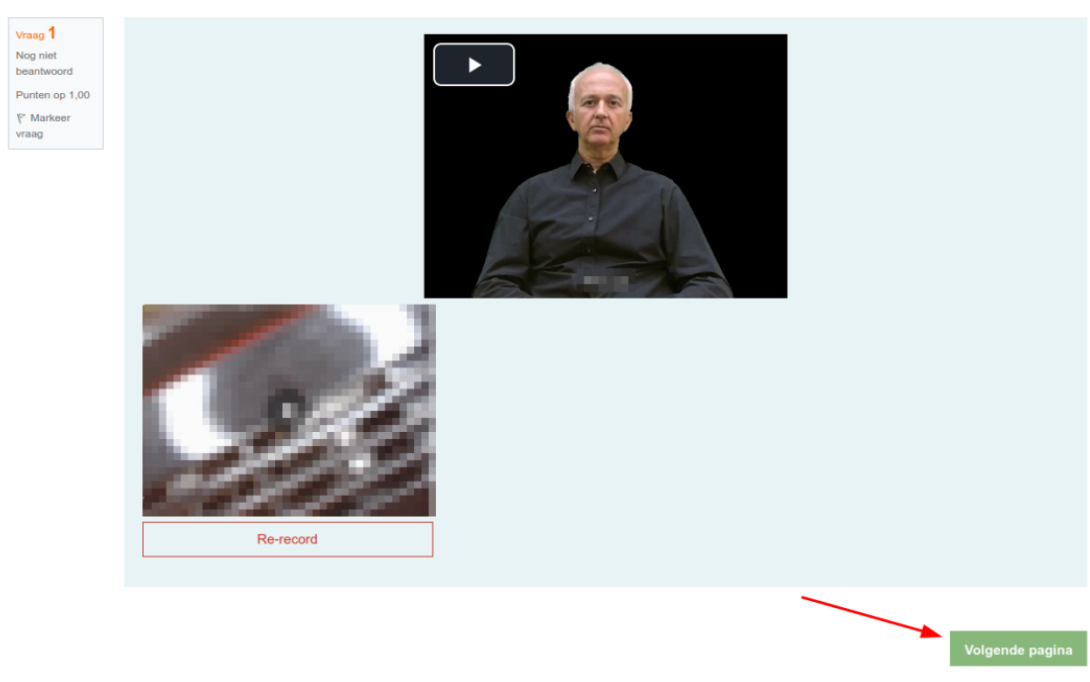 Vraag 1
Nog niet
beantwoord
Punten op 1,00
Markeer
vraag
Re-record
Volgende pagina